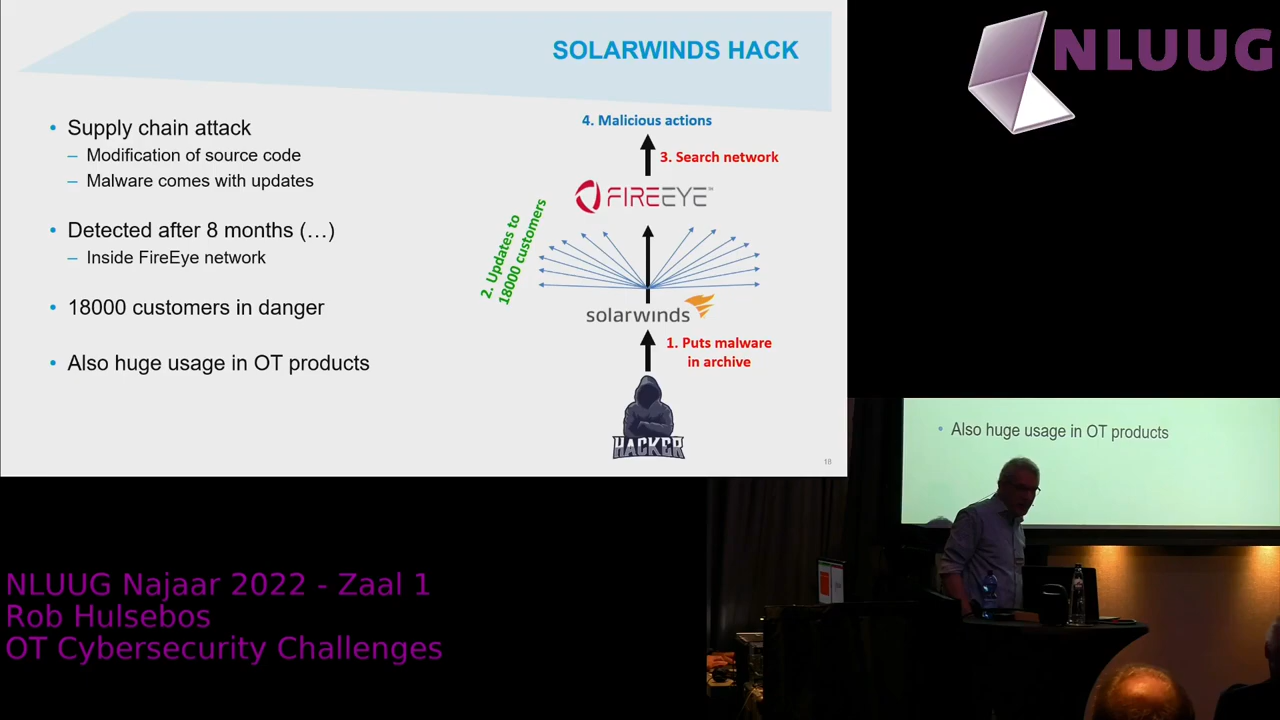 SOLARWINDS HACK
• Supply chain attack
– Modification of source code
– Malware comes with updates
• Detected after 8 months (…)
– Inside FireEye network
• 18000 customers in danger
• Also huge usage in OT products
4. Malicious actions
3. Search network
FIREEYE™
2. Updates to
18000 customers
solarwinds
1. Puts malware
in archive
HACKER
18
NLUUG
• Also huge usage in OT products
NLUUG Najaar 2022 - Zaal 1
Rob Hulsebos
OT Cybersecurity Challenges